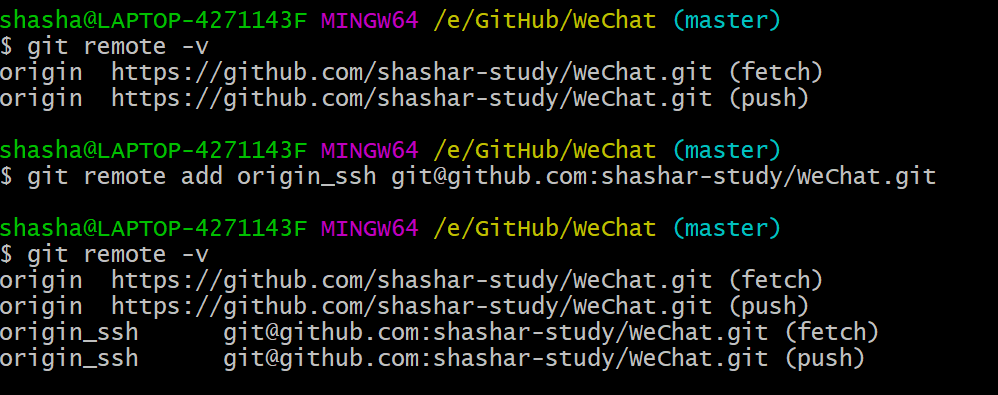 shasha@LAPTOP-4271143F MINGW64 /e/GitHub/WeChat (master)
$ git remote -v
origin  https://github.com/shashar-study/WeChat.git (fetch)
origin  https://github.com/shashar-study/WeChat.git (push)
shasha@LAPTOP-4271143F MINGW64 /e/GitHub/WeChat (master)
$ git remote add origin_ssh git@github.com:shashar-study/WeChat.git
shasha@LAPTOP-4271143F MINGW64 /e/GitHub/WeChat (master)
$ git remote -v
origin  https://github.com/shashar-study/WeChat.git (fetch)
origin  https://github.com/shashar-study/WeChat.git (push)
origin_ssh      git@github.com:shashar-study/WeChat.git (fetch)
origin_ssh      git@github.com:shashar-study/WeChat.git (push)